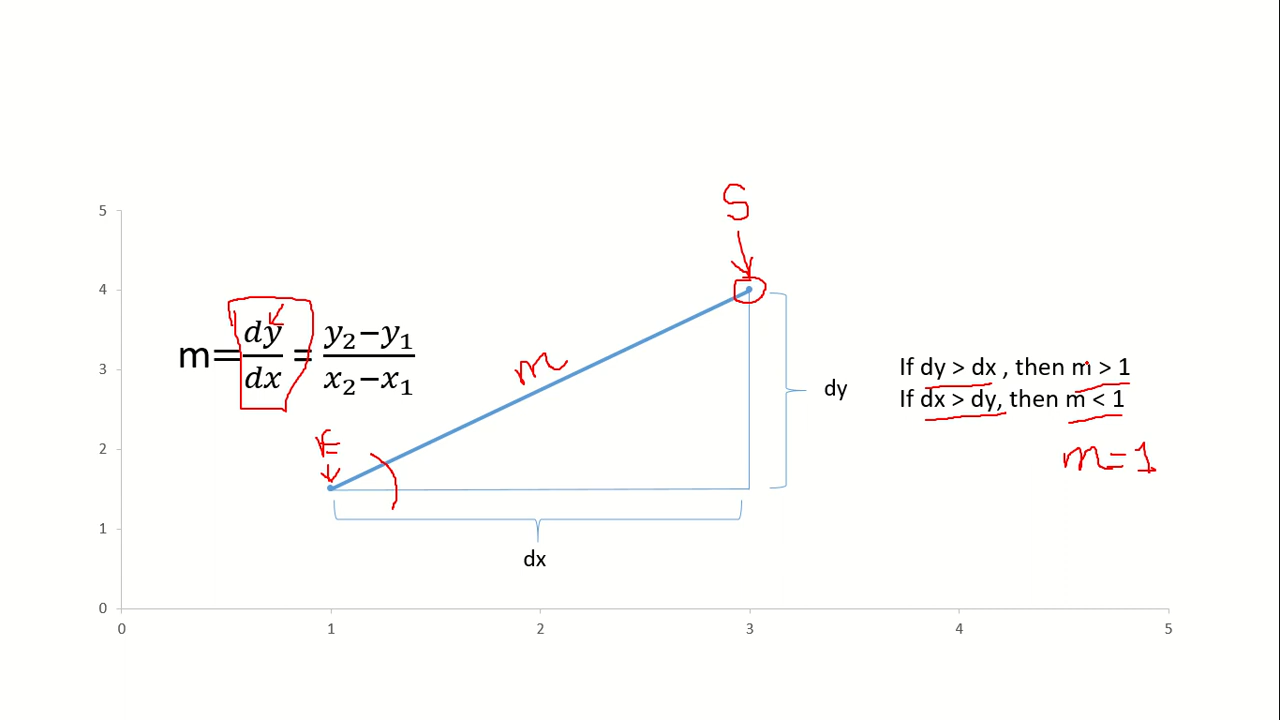 S
5
4
3
2
1
0
m=dy/dx = y₂−y₁/x₂−x₁
m
dy
If dy > dx , then m > 1
If dx > dy, then m < 1
m=1
dx
0 1 2 3 4 5